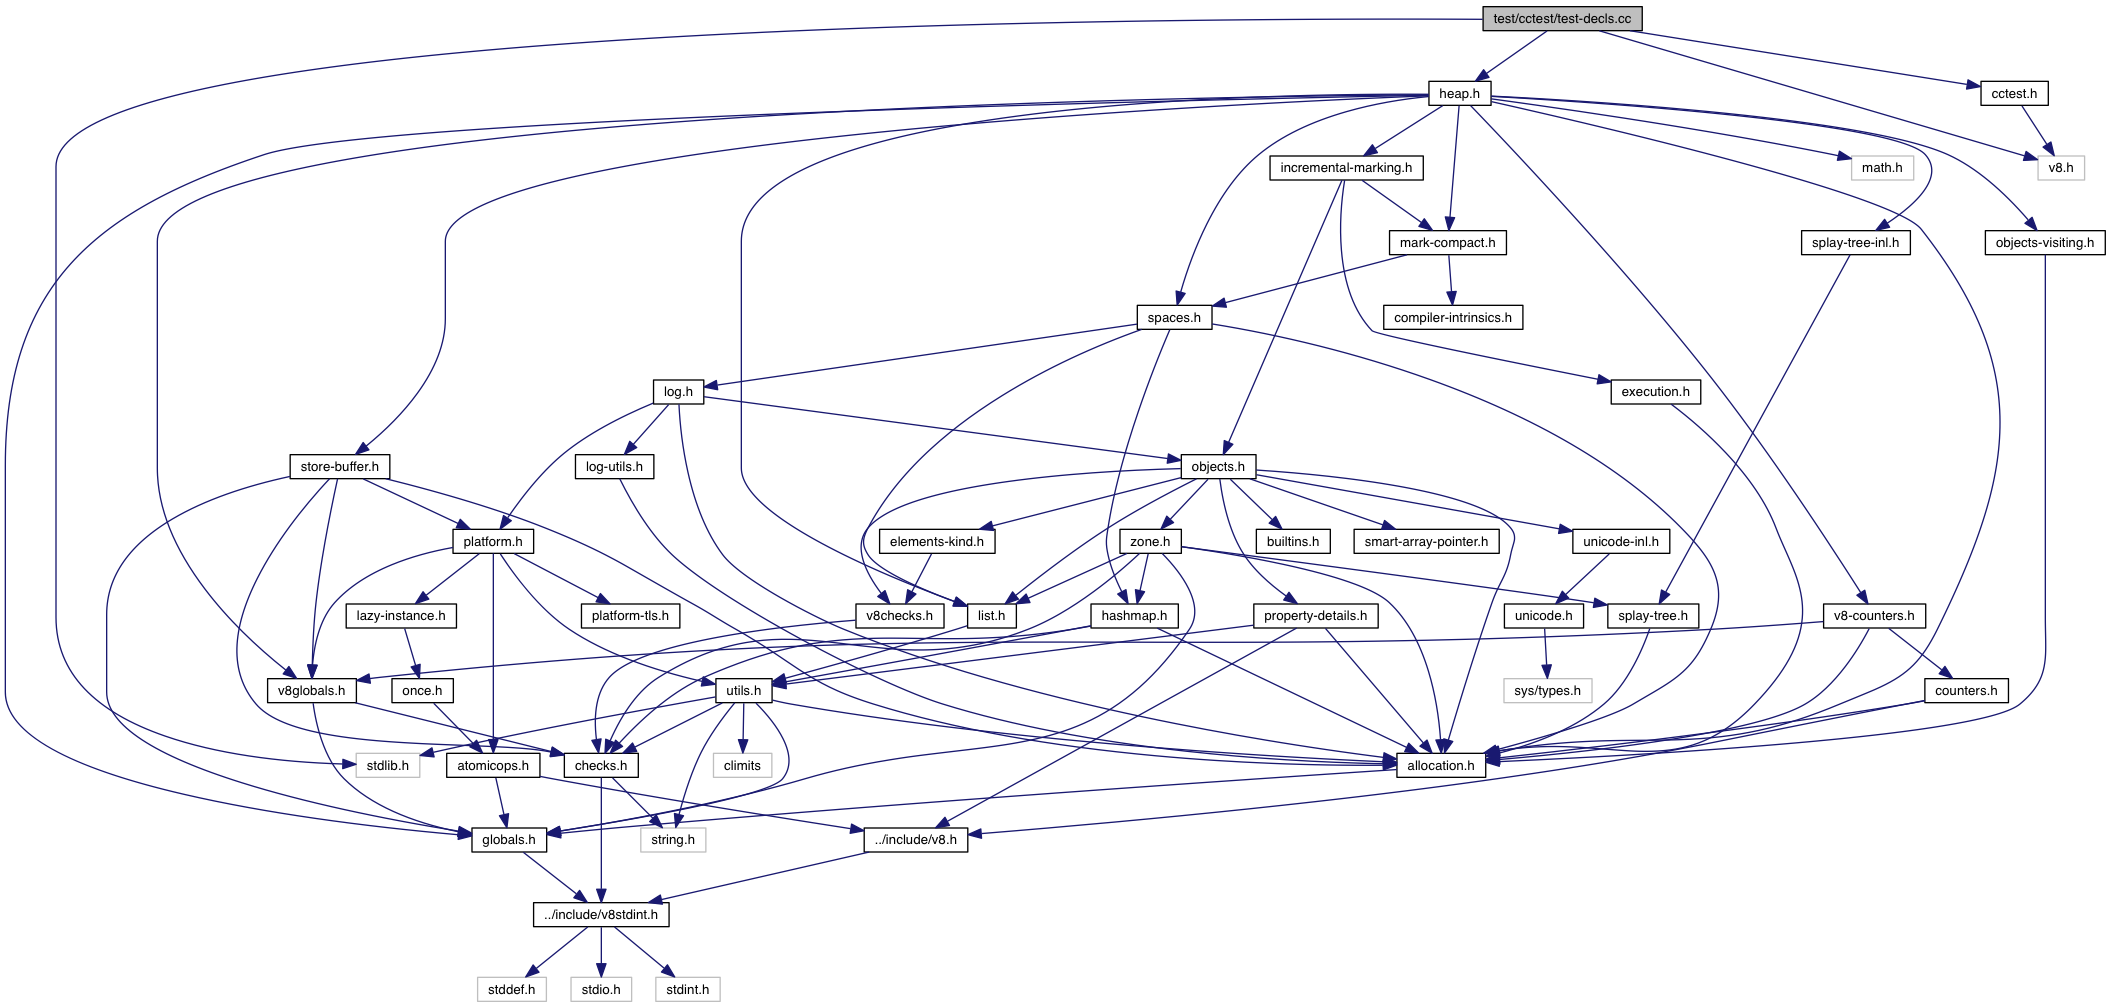 test/cctest/test-decls.cc
heap.h
cctest.h
incremental-marking.h
math.h
v8.h
mark-compact.h
splay-tree-inl.h
objects-visiting.h
spaces.h
compiler-intrinsics.h
log.h
execution.h
store-buffer.h
log-utils.h
objects.h
platform.h
elements-kind.h
zone.h
builtins.h
smart-array-pointer.h
unicode-inl.h
lazy-instance.h
platform-tls.h
v8checks.h
list.h
hashmap.h
property-details.h
unicode.h
splay-tree.h
v8-counters.h
v8globals.h
once.h
utils.h
sys/types.h
counters.h
stdlib.h
atomicops.h
checks.h
climits
allocation.h
globals.h
string.h
../include/v8.h
../include/v8stdint.h
stddef.h
stdio.h
stdint.h